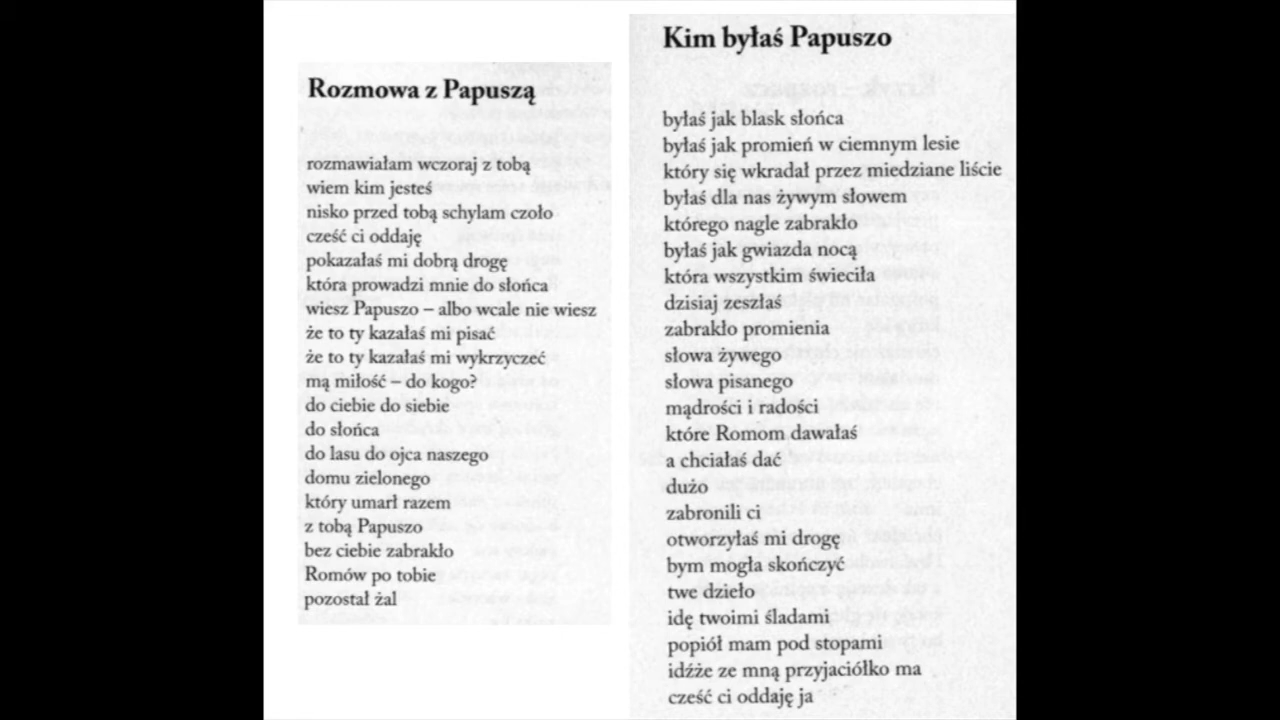 Rozmowa z Papuszą
rozmawiałam wczoraj z tobą
wiem kim jesteś
nisko przed tobą schylam czoło
cześć ci oddaję
pokazałaś mi dobrą drogę
która prowadzi mnie do słońca
wiesz Papuszo – albo wcale nie wiesz
że to ty kazałaś mi pisać
że to ty kazałaś mi wykrzyczeć
mą miłość – do kogo?
do ciebie do siebie
do słońca
do lasu do ojca naszego
domu zielonego
który umarł razem
z tobą Papuszo
bez ciebie zabrakło
Romów po tobie
pozostał żal
Kim byłaś Papuszo
byłaś jak blask słońca
byłaś jak promień w ciemnym lesie
który się wkradał przez miedziane liście
byłaś dla nas żywym słowem
którego nagle zabrakło
byłaś jak gwiazda nocą
która wszystkim świeciła
dzisiaj zeszłaś
zabrakło promienia
słowa żywego
słowa pisanego
mądrości i radości
które Romom dawałaś
a chciałaś dać
dużo
zabronili ci
otworzyłaś mi drogę
bym mogła skończyć
twe dzieło
idę twoimi śladami
popiół mam pod stopami
idźże ze mną przyjaciółko ma
cześć ci oddaję ja